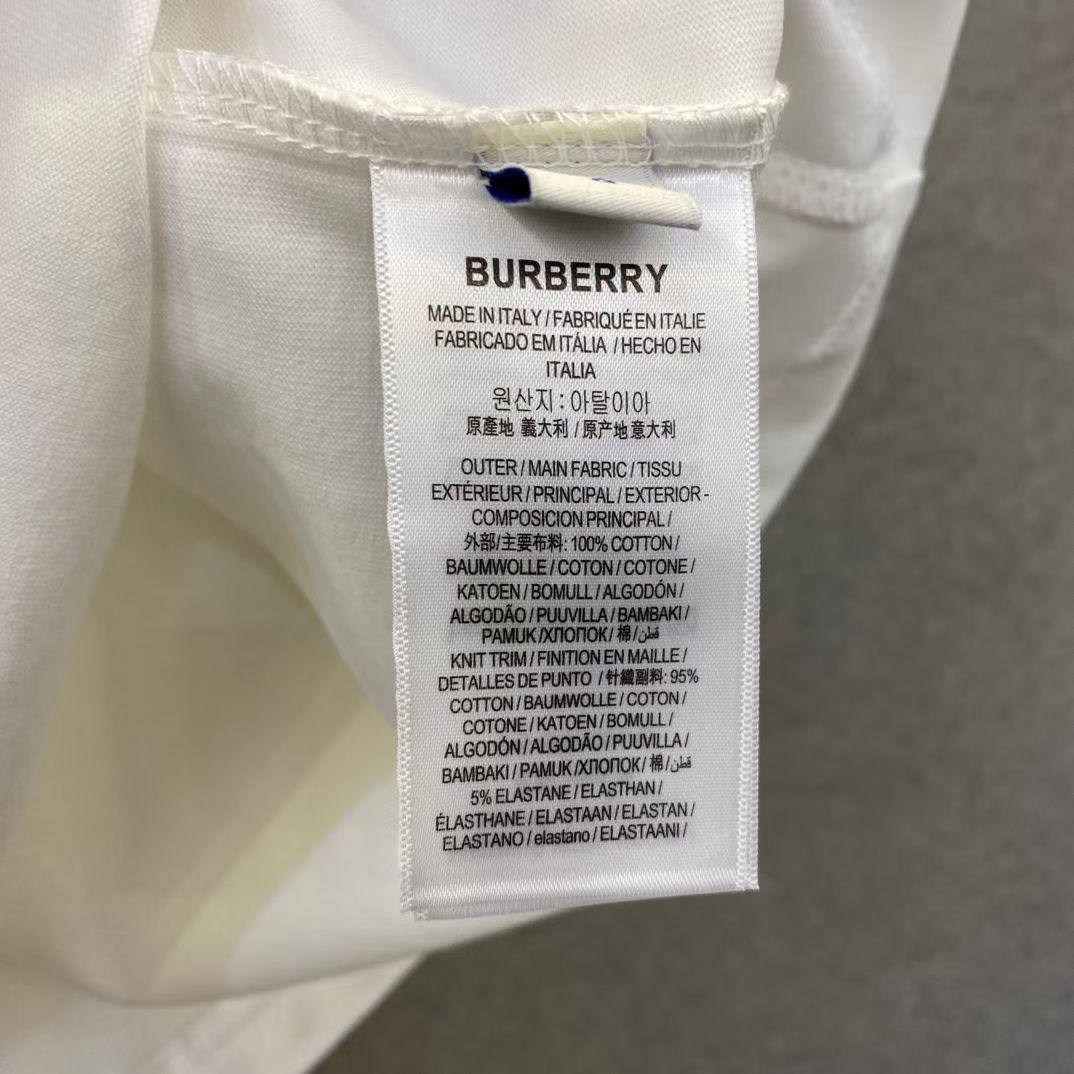 BURBERRY
MADE IN ITALY / FABRIQUÉ EN ITALIE
FABRICADO EM ITÁLIA / HECHO EN
ITALIA
원산지 : 아탈이아
原產地 義大利 / 原产地意大利
OUTER / MAIN FABRIC / TISSU
EXTÉRIEUR / PRINCIPAL / EXTERIOR -
COMPOSICION PRINCIPAL /
外部/主要布料: 100% COTTON /
BAUMWOLLE / COTON / COTONE /
KATOEN / BOMULL / ALGODÓN /
ALGODÃO / PUUVILLA / BAMBAKI /
PAMUK /ХЛОПОК/ 棉/قطن
KNIT TRIM / FINITION EN MAILLE /
DETALLES DE PUNTO / 針織副料: 95%
COTTON / BAUMWOLLE / COTON /
COTONE / KATOEN / BOMULL /
ALGODÓN / ALGODÃO / PUUVILLA /
BAMBAKI / PAMUK /ХЛОПОК/ 棉/قطن
5% ELASTANE / ELASTHAN /
ÉLASTHANE / ELASTAAN / ELASTAN /
ELASTANO / elastano / ELASTAANI /